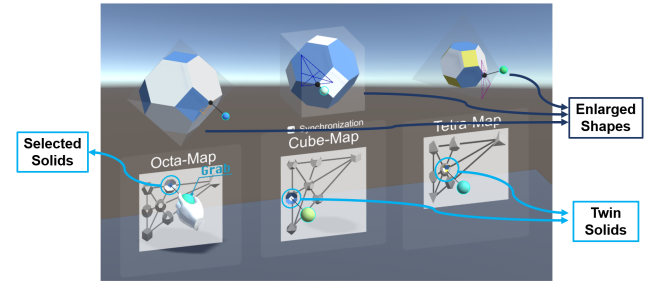 Synchronization
Octa-Map
Cube-Map
Tetra-Map
Grab
Selected
Solids
Enlarged
Shapes
Twin
Solids